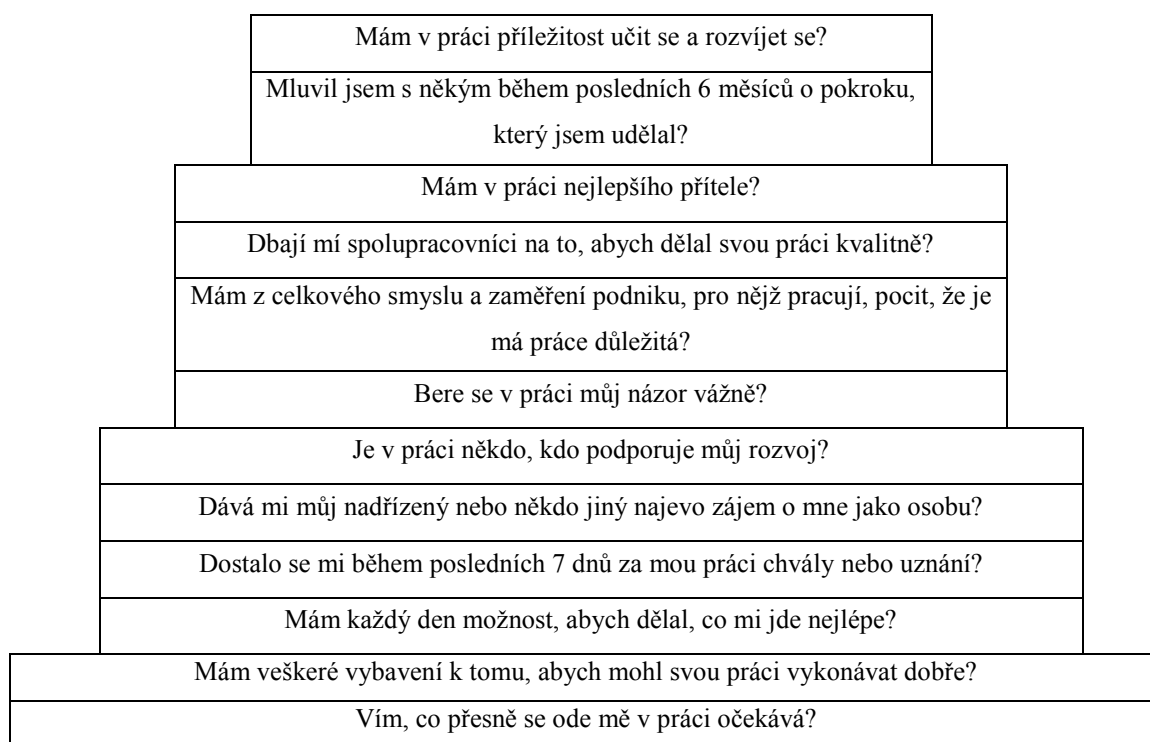 Mám v práci příležitost učit se a rozvíjet se?
Mluvil jsem s někým během posledních 6 měsíců o pokroku,
který jsem udělal?
Mám v práci nejlepšího přítele?
Dbají mí spolupracovníci na to, abych dělal svou práci kvalitně?
Mám z celkového smyslu a zaměření podniku, pro nějž pracují, pocit, že je
má práce důležitá?
Bere se v práci můj názor vážně?
Je v práci někdo, kdo podporuje můj rozvoj?
Dává mi můj nadřízený nebo někdo jiný najevo zájem o mne jako osobu?
Dostalo se mi během posledních 7 dnů za mou práci chvály nebo uznání?
Mám každý den možnost, abych dělal, co mi jde nejlépe?
Mám veškeré vybavení k tomu, abych mohl svou práci vykonávat dobře?
Vím, co přesně se ode mě v práci očekává?